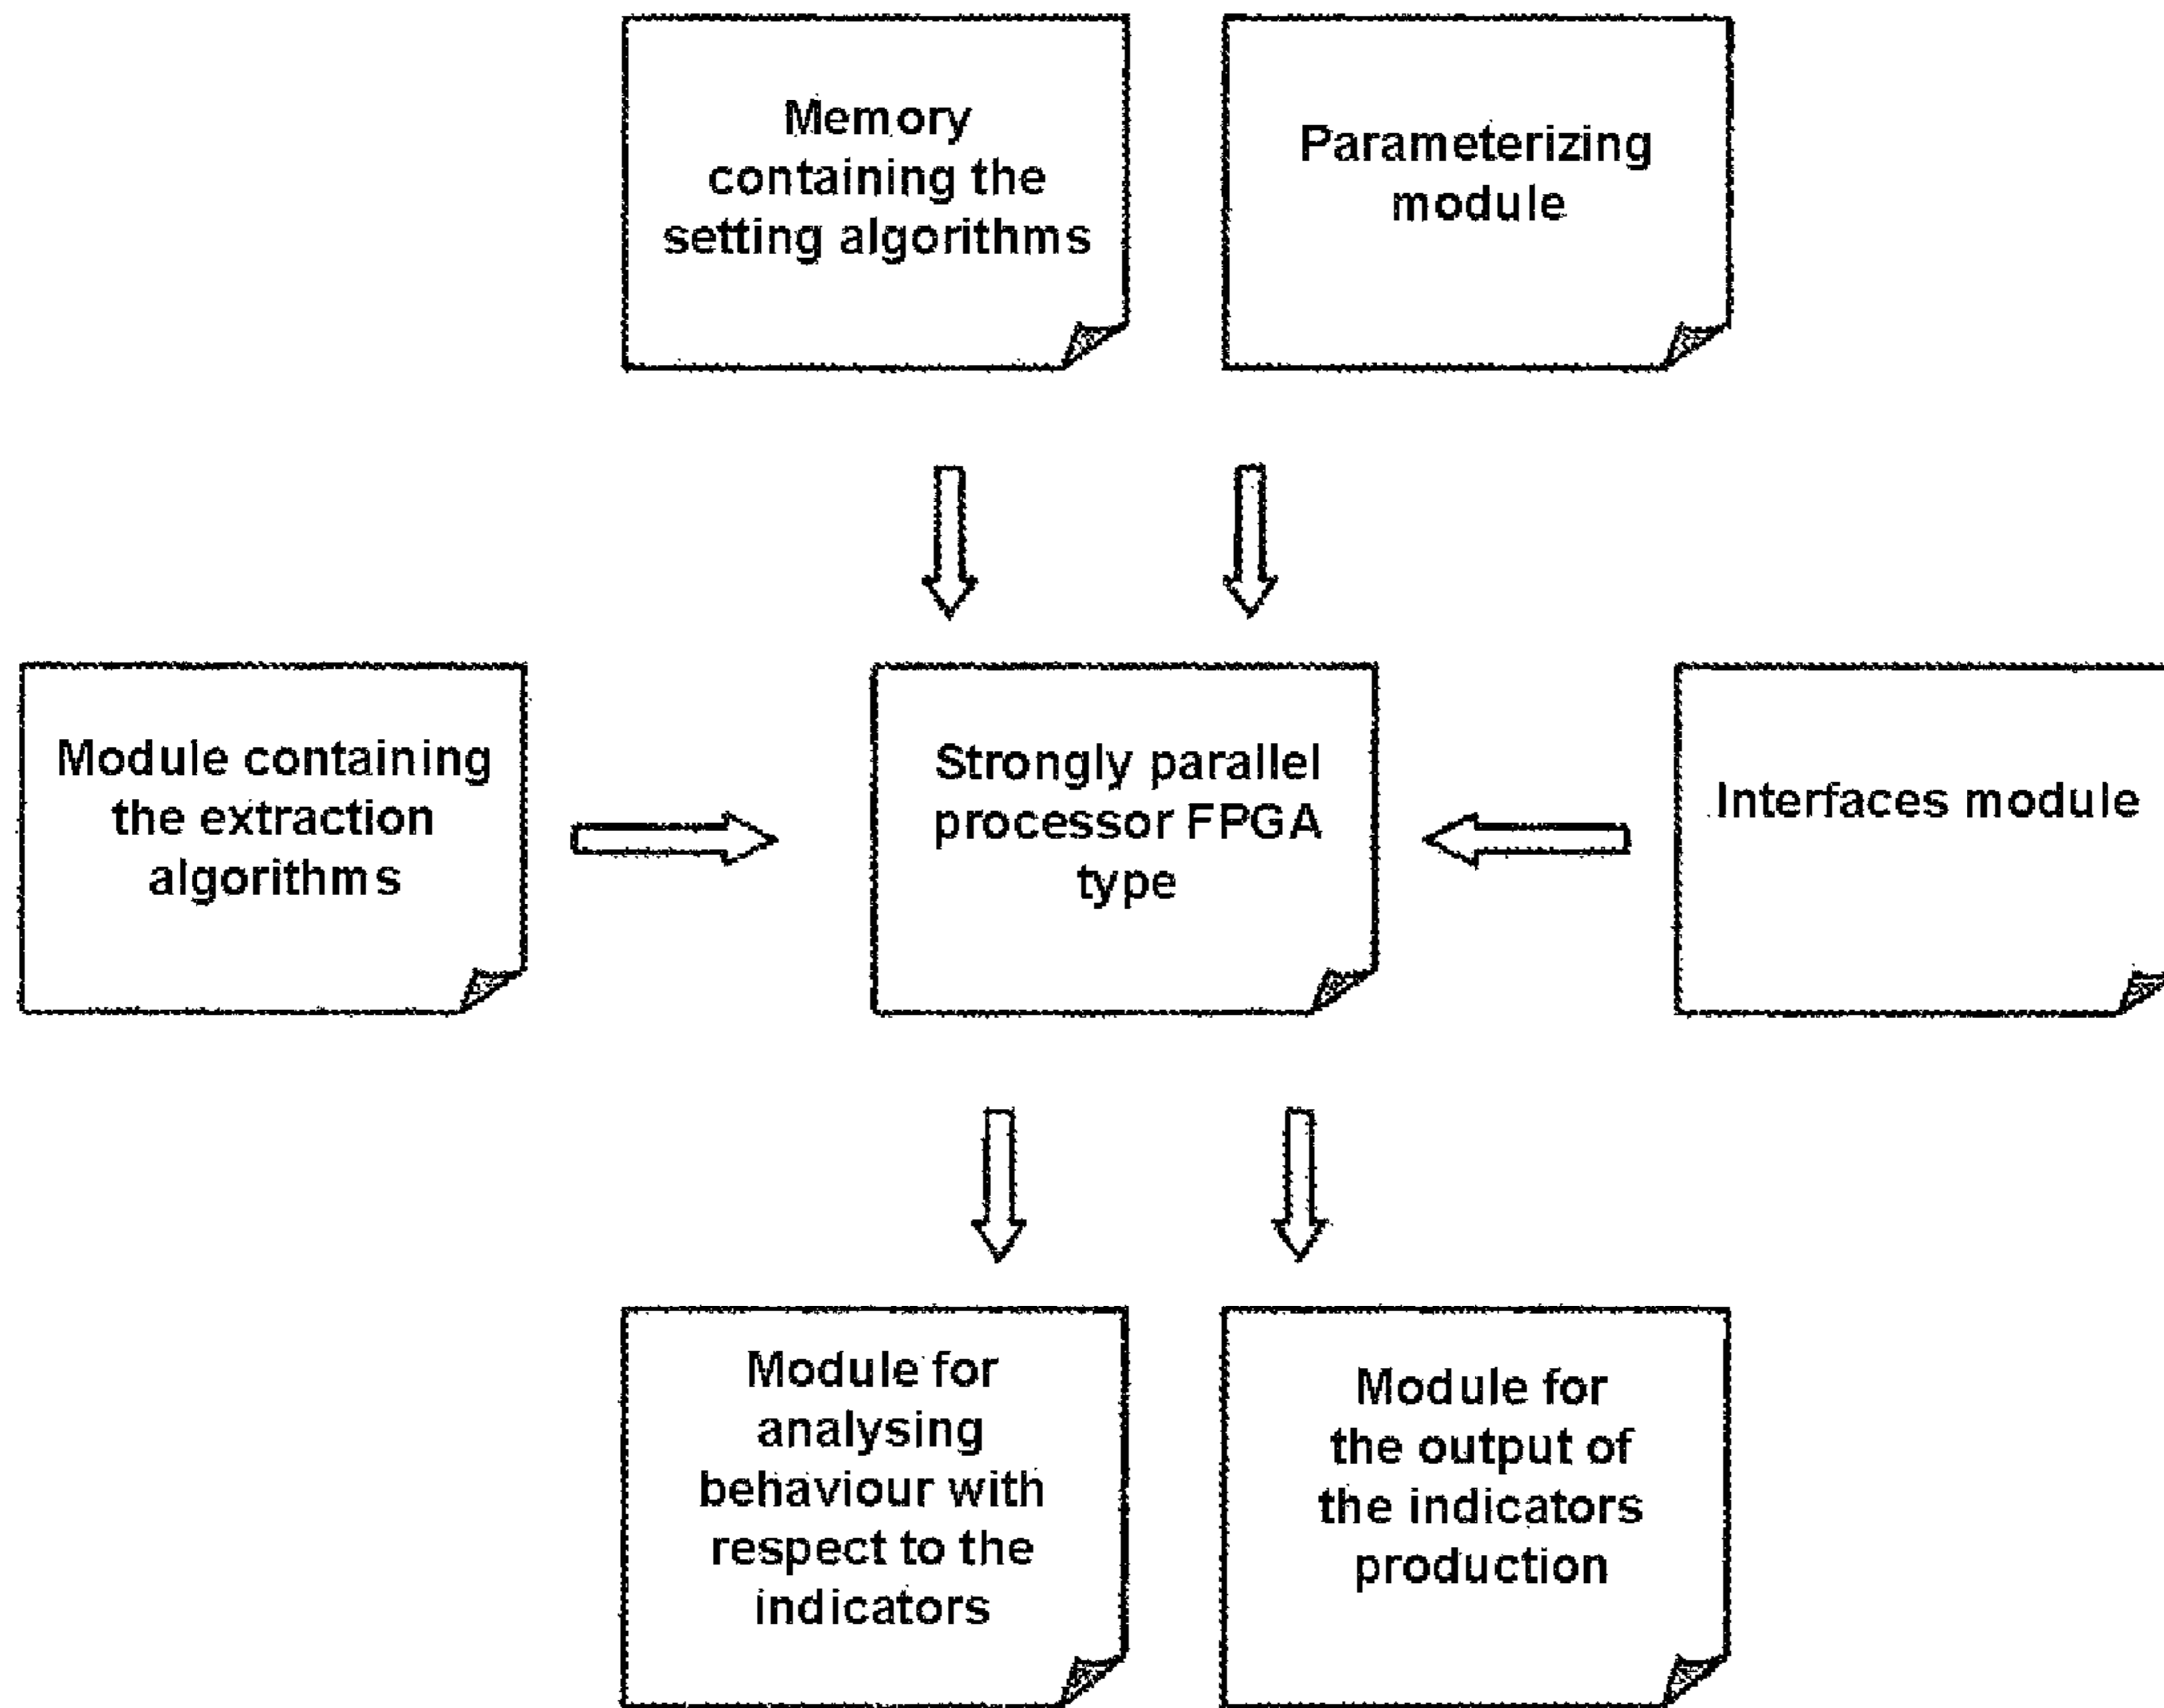 Memory
containing the
setting algorithms
Parameterizing
module
Module containing
the extraction
algorithms
Strongly parallel
processor FPGA
type
Interfaces module
Module for
analysing
behaviour with
respect to the
indicators
Module for
the output of
the indicators
production